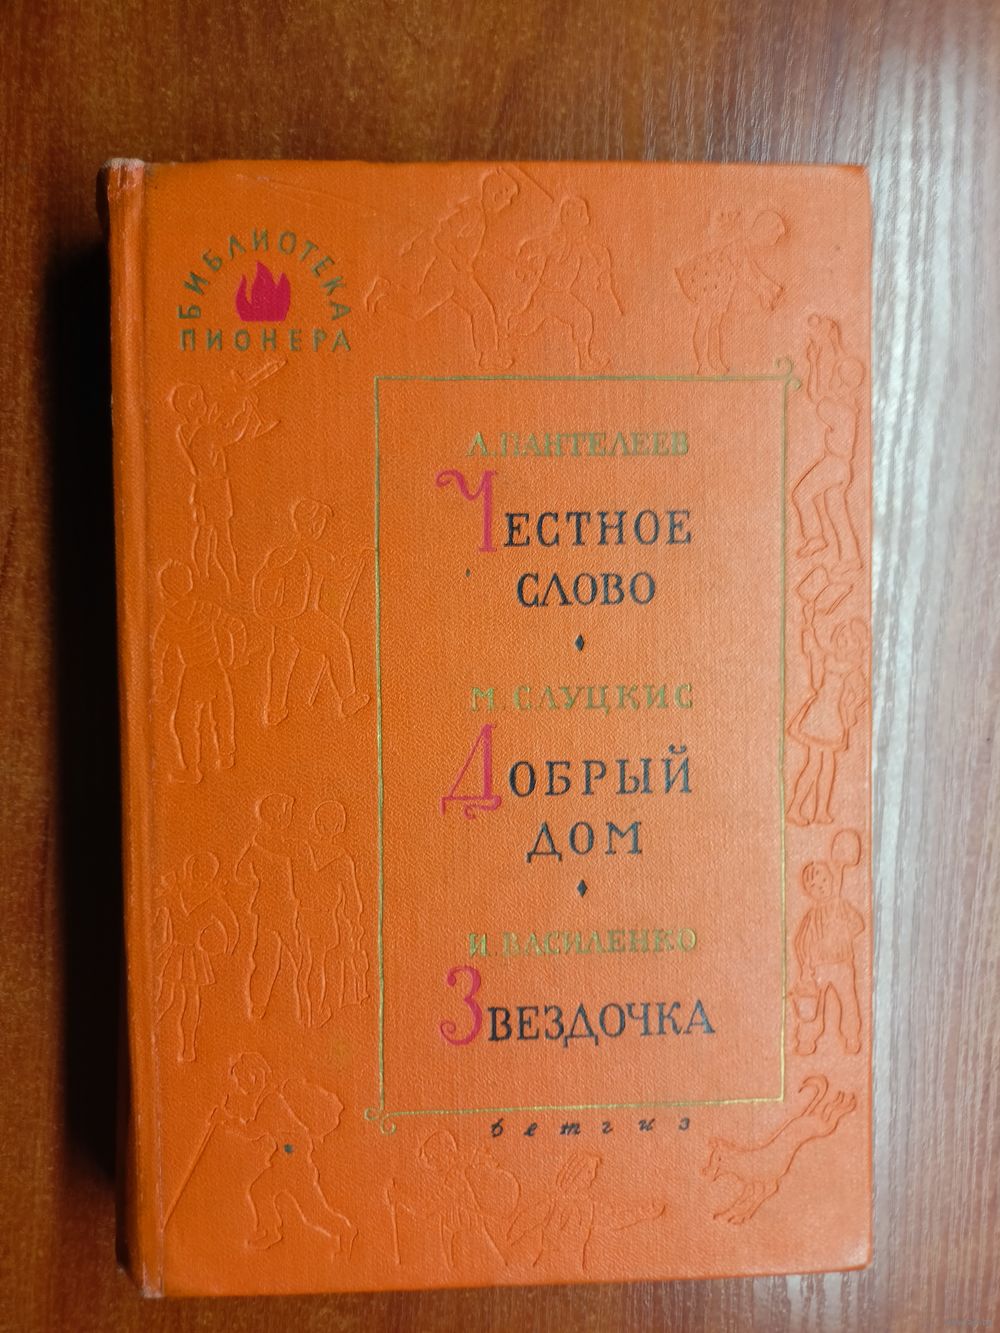 БИБЛИОТЕКА
ПИОНЕРА
Л. ПАНТЕЛЕЕВ
ЧЕСТНОЕ
СЛОВО
М. СЛУЦКИС
ДОБРЫЙ
ДОМ
И. ВАСИЛЕНКО
ЗВЕЗДОЧКА
Детгиз